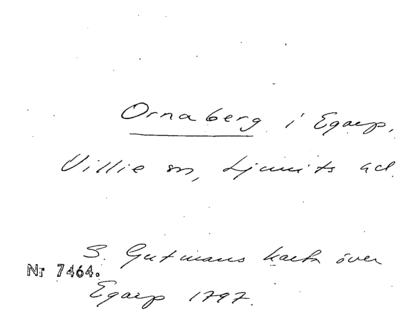 Ornaberg i Egarp,
Villie sn, Ljunits hd.
S. Gutmans karta över
Nr 7464.
Egarp 1797.